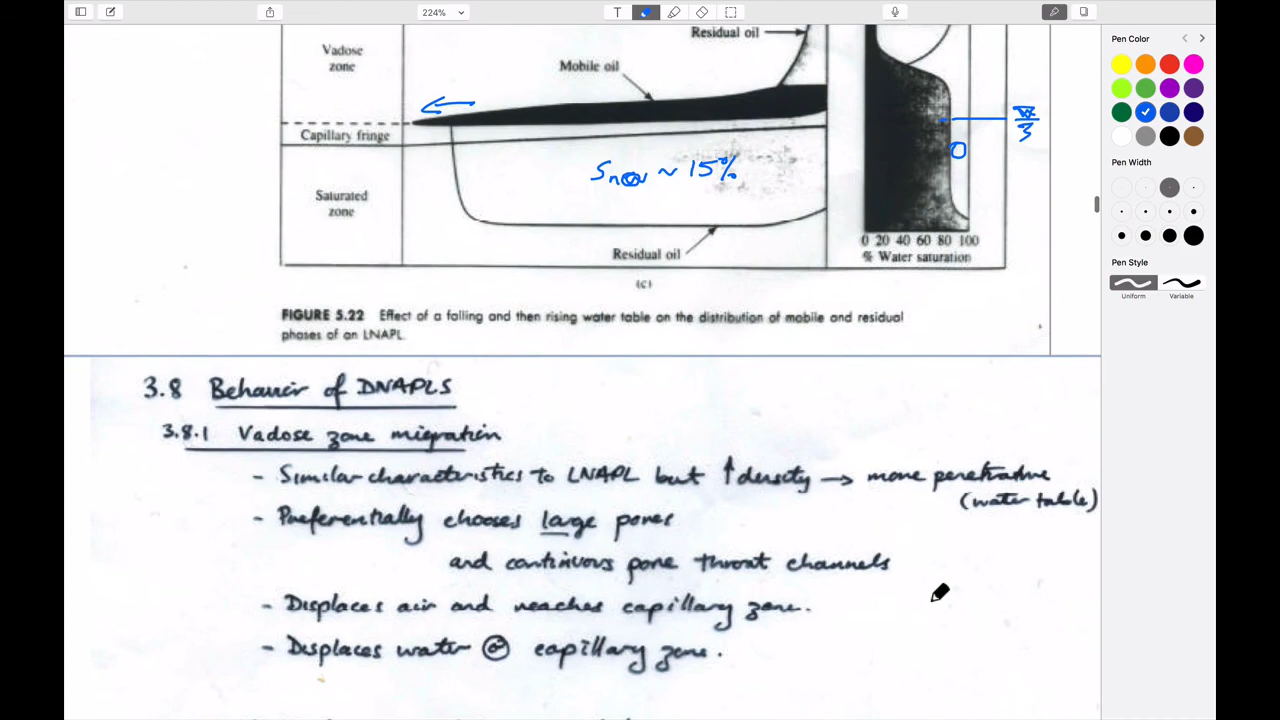 224%
T
Pen Color
Residual oil
Vadose
zone
Mobile oil
Capillary fringe
Snw ~ 15%
O
Saturated
zone
Residual oil
0 20 40 60 80 100
% Water saturation
(c)
FIGURE 5.22 Effect of a falling and then rising water table on the distribution of mobile and residual
phases of an LNAPL.
Pen Width
Pen Style
Uniform
Variable
3.8 Behavior of DNAPLS
3.8.1 Vadose zone migration
- Similar characteristics to LNAPL but ↑ density → more penetrative
(water table)
- Preferentially chooses large pores
and continuous pore throat channels
- Displaces air and reaches capillary zone.
- Displaces water @ capillary zone.